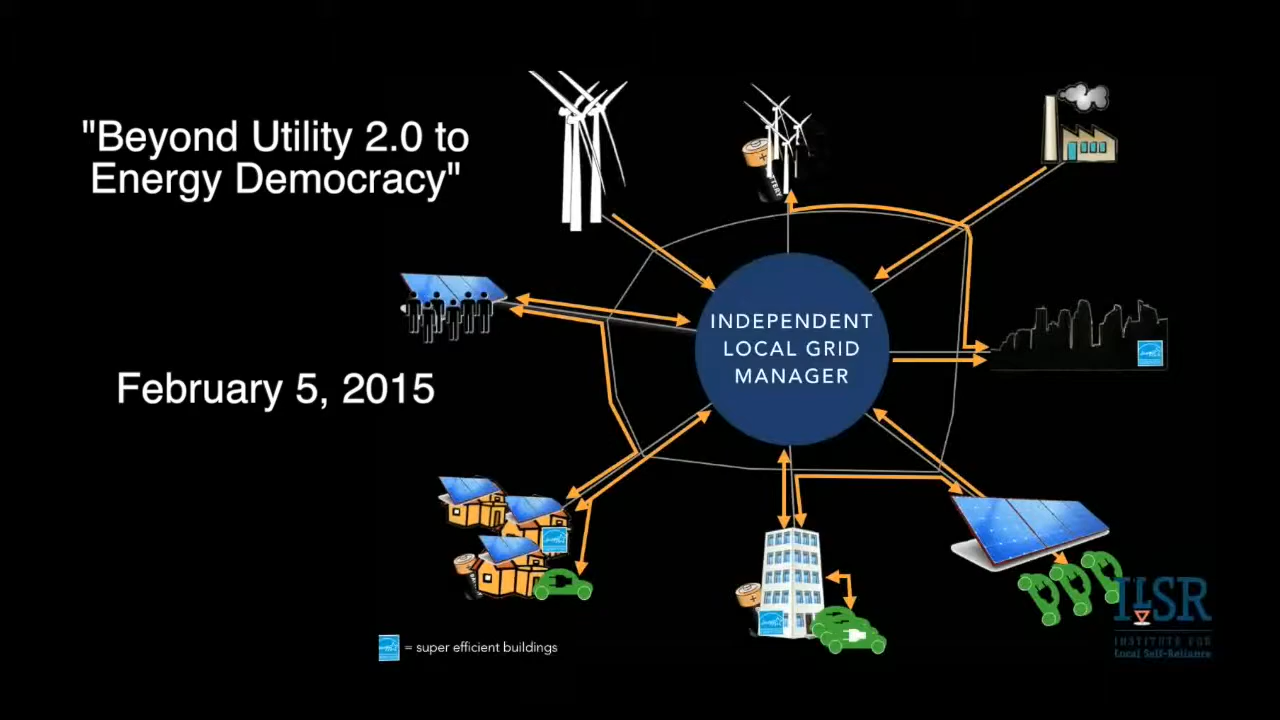 "Beyond Utility 2.0 to
Energy Democracy"
February 5, 2015
INDEPENDENT
LOCAL GRID
MANAGER
= super efficient buildings
ILSR
INSTITUTE FOR
Local Self-Reliance